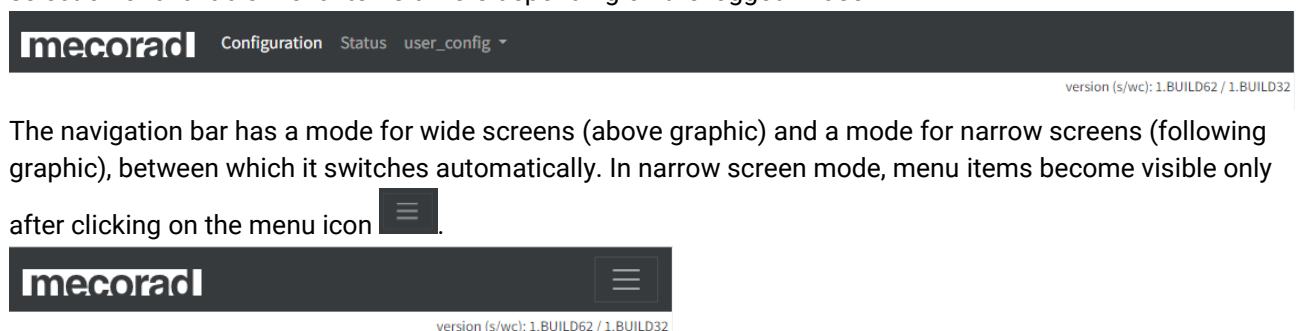 mecorad Configuration Status user_config
version (s/wc): 1.BUILD62 / 1.BUILD32
The navigation bar has a mode for wide screens (above graphic) and a mode for narrow screens (following
graphic), between which it switches automatically. In narrow screen mode, menu items become visible only
after clicking on the menu icon .
mecorad
version (s/wc): 1.BUILD62 / 1.BUILD32